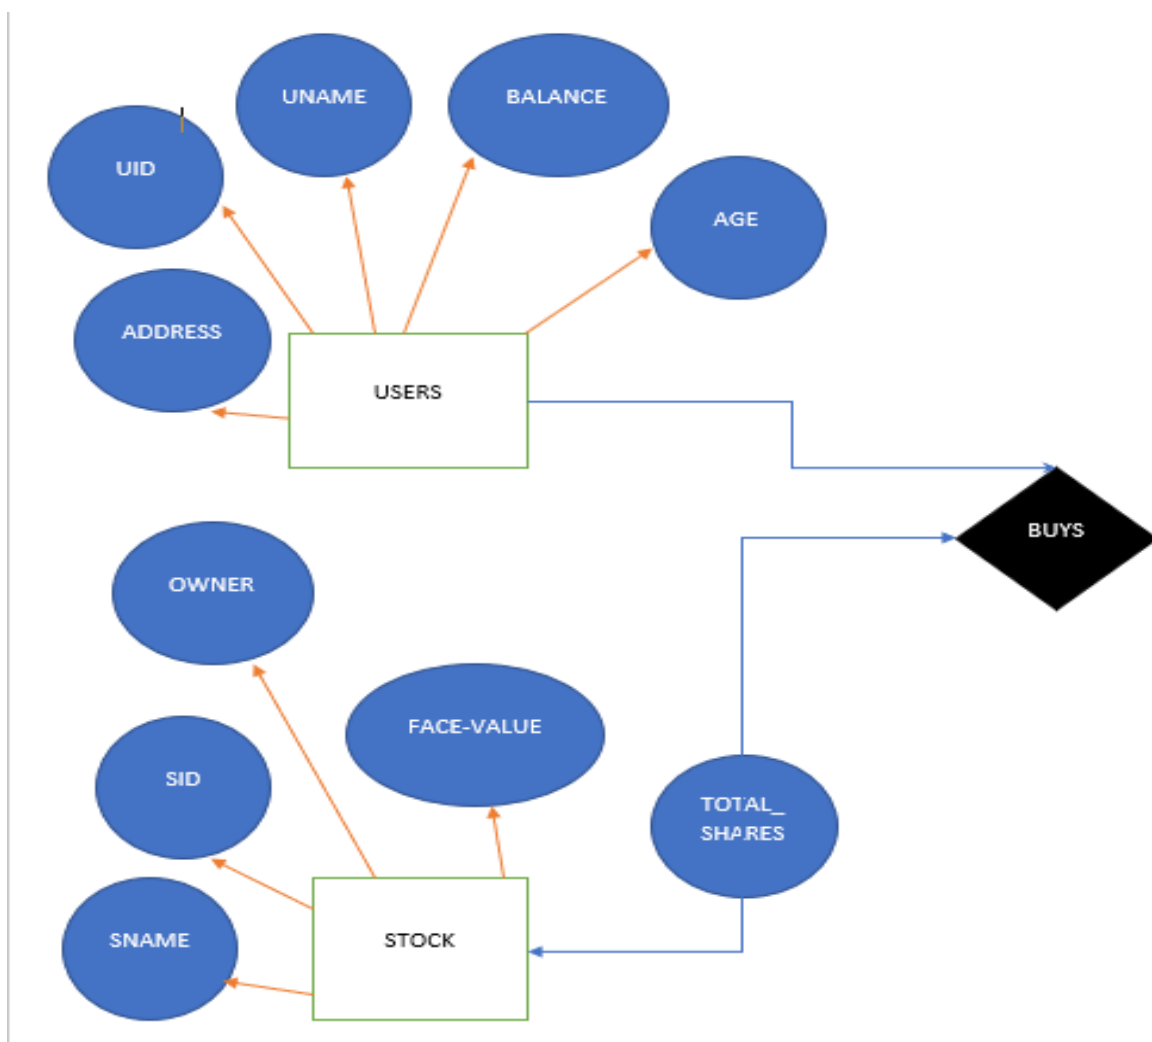 UNAME
BALANCE
UID
AGE
ADDRESS
USERS
BUYS
OWNER
FACE-VALUE
SID
TOTAL_
SHARES
SNAME
STOCK